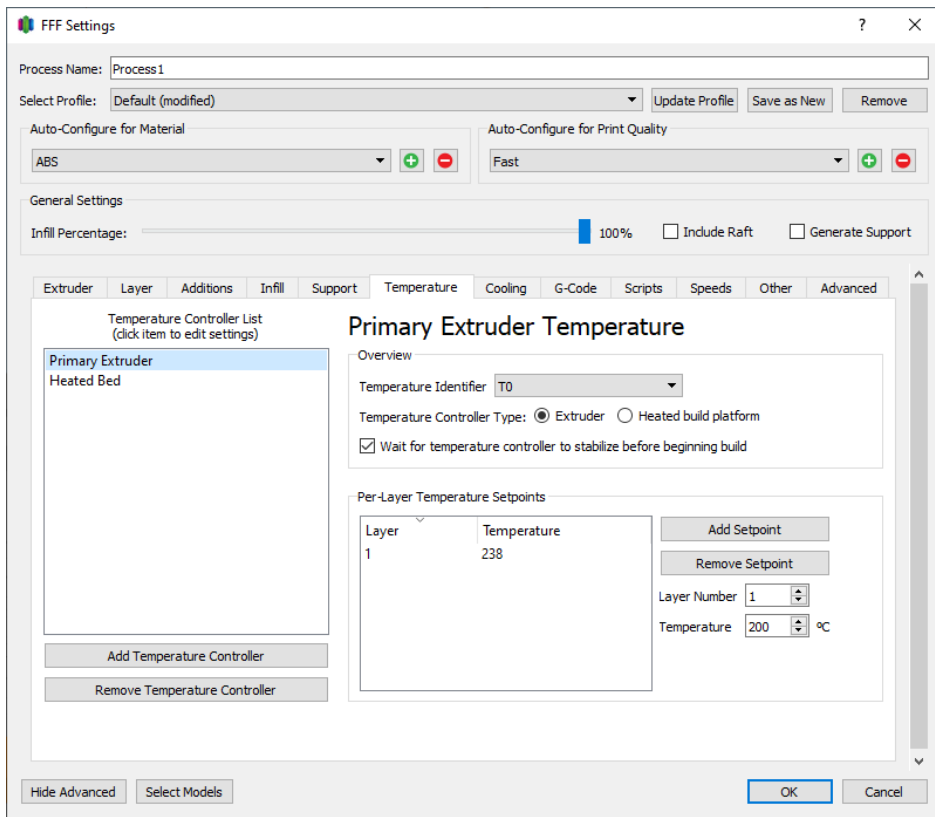 FFF Settings ?
Process Name: Process1
Select Profile: Default (modified) Update Profile Save as New Remove
Auto-Configure for Material Auto-Configure for Print Quality
ABS Fast
General Settings
Infill Percentage: 100% Include Raft Generate Support
Extruder Layer Additions Infill Support Temperature Cooling G-Code Scripts Speeds Other Advanced
Temperature Controller List
(click item to edit settings)
Primary Extruder
Heated Bed
Add Temperature Controller
Remove Temperature Controller
Primary Extruder Temperature
Overview
Temperature Identifier T0
Temperature Controller Type: Extruder Heated build platform
Wait for temperature controller to stabilize before beginning build
Per-Layer Temperature Setpoints
Layer Temperature
1 238
Add Setpoint
Remove Setpoint
Layer Number 1
Temperature 200 ºC
Hide Advanced Select Models OK Cancel